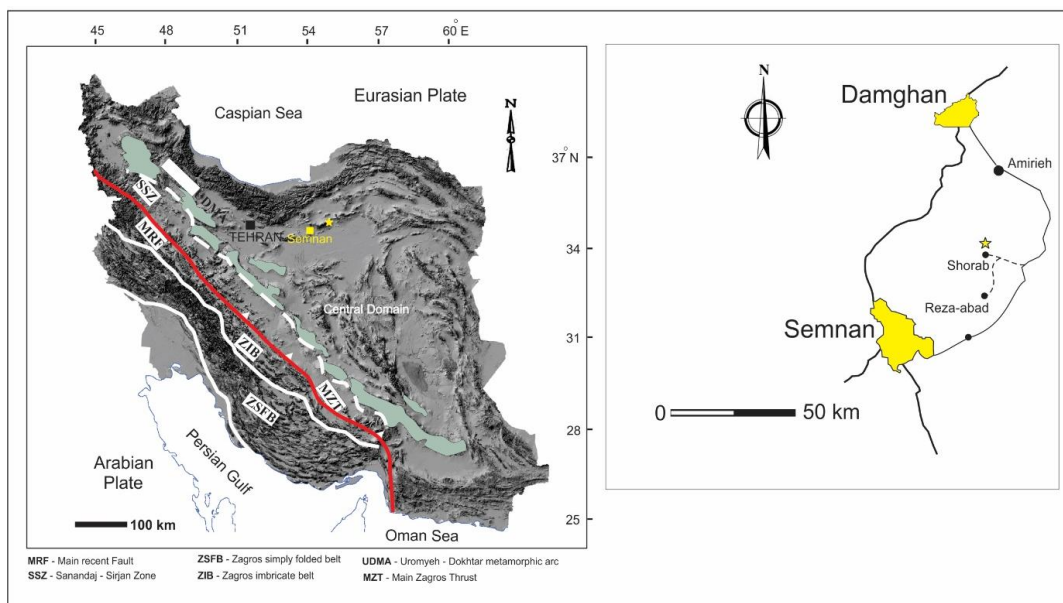 45 48 51 54 57 60 E
Eurasian Plate
Caspian Sea
N
37 N
SSZ
UDMA
MRF
TEHRAN
Semnan
34
Central Domain
31
ZIB
MZT
ZSFB
Persian Gulf
28
Arabian
Plate
100 km
Oman Sea
25
MRF - Main recent Fault
ZSFB - Zagros simply folded belt
UDMA - Uromyeh - Dokhtar metamorphic arc
SSZ - Sanandaj - Sirjan Zone
ZIB - Zagros imbricate belt
MZT - Main Zagros Thrust
N
Damghan
Amirieh
Shorab
Reza-abad
Semnan
0 50 km